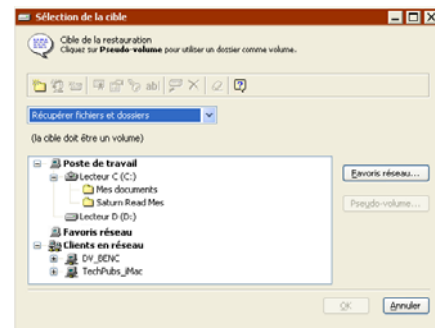 Sélection de la cible
Cible de la restauration
Cliquez sur Pseudo-volume pour utiliser un dossier comme volume.
Récupérer fichiers et dossiers
(la cible doit être un volume)
Poste de travail
Lecteur C (C:)
Mes documents
Saturn Read Mes
Lecteur D (D:)
Favoris réseau
Clients en réseau
DV_BENC
TechPubs_iMac
Favoris réseau...
Pseudo-volume...
OK
Annuler